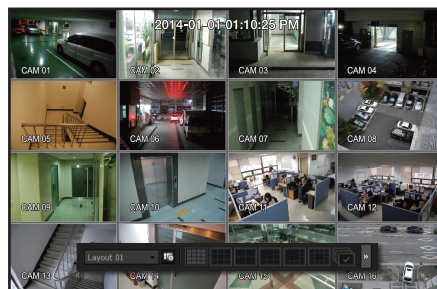 2014-01-01 01:10:25 PM
CAM 01
CAM 02
CAM 03
CAM 04
CAM 05
CAM 06
CAM 07
CAM 08
CAM 09
CAM 10
CAM 11
CAM 12
Layout 01
CAM 13
CAM 14
CAM 15
CAM 16